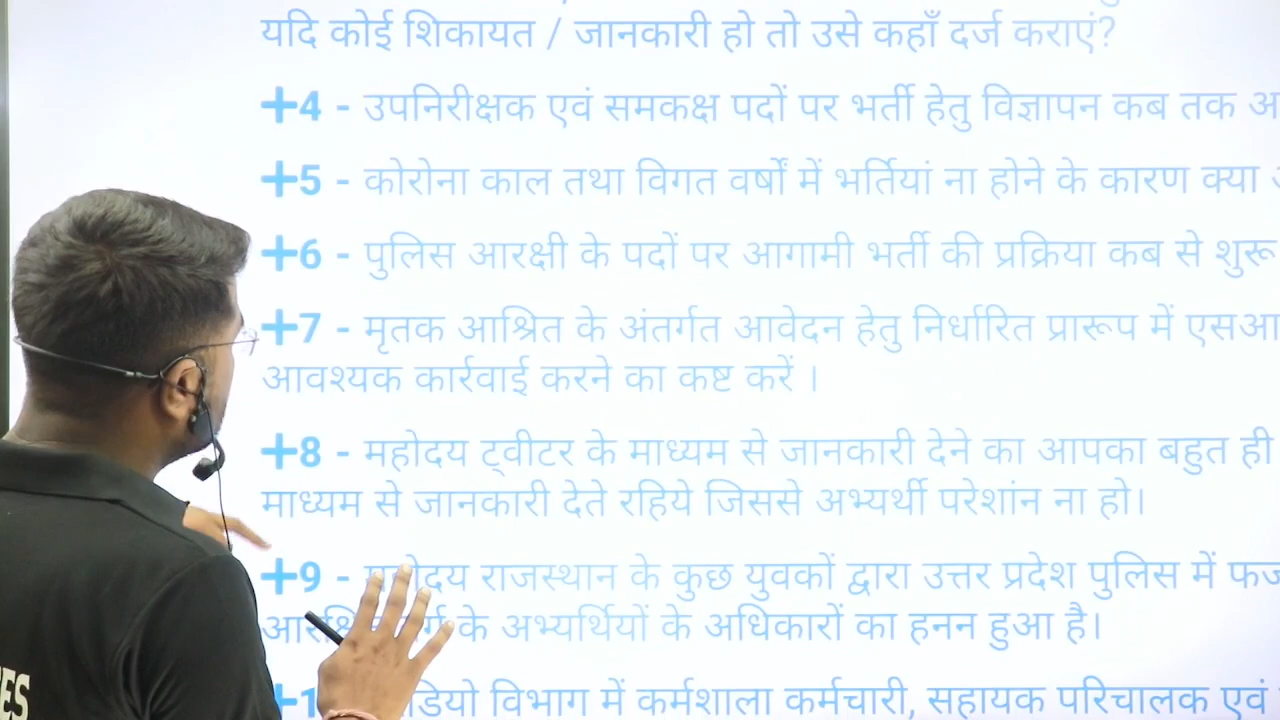 यदि कोई शिकायत / जानकारी हो तो उसे कहाँ दर्ज कराएं?
+4 - उपनिरीक्षक एवं समकक्ष पदों पर भर्ती हेतु विज्ञापन कब तक
+5 - कोरोना काल तथा विगत वर्षों में भर्तियां ना होने के कारण क्या
+6 - पुलिस आरक्षी के पदों पर आगामी भर्ती की प्रक्रिया कब से शुरू
+7 - मृतक आश्रित के अंतर्गत आवेदन हेतु निर्धारित प्रारूप में
आवश्यक कार्रवाई करने का कष्ट करें ।
+8 - महोदय ट्वीटर के माध्यम से जानकारी देने का आपका बहुत ही
माध्यम से जानकारी देते रहिये जिससे अभ्यर्थी परेशांन ना हो।
+9 - महोदय राजस्थान के कुछ युवकों द्वारा उत्तर प्रदेश पुलिस में
के अभ्यर्थियों के अधिकारों का हनन हुआ है।
विभाग में कर्मशाला कर्मचारी, सहायक परिचालक एवं